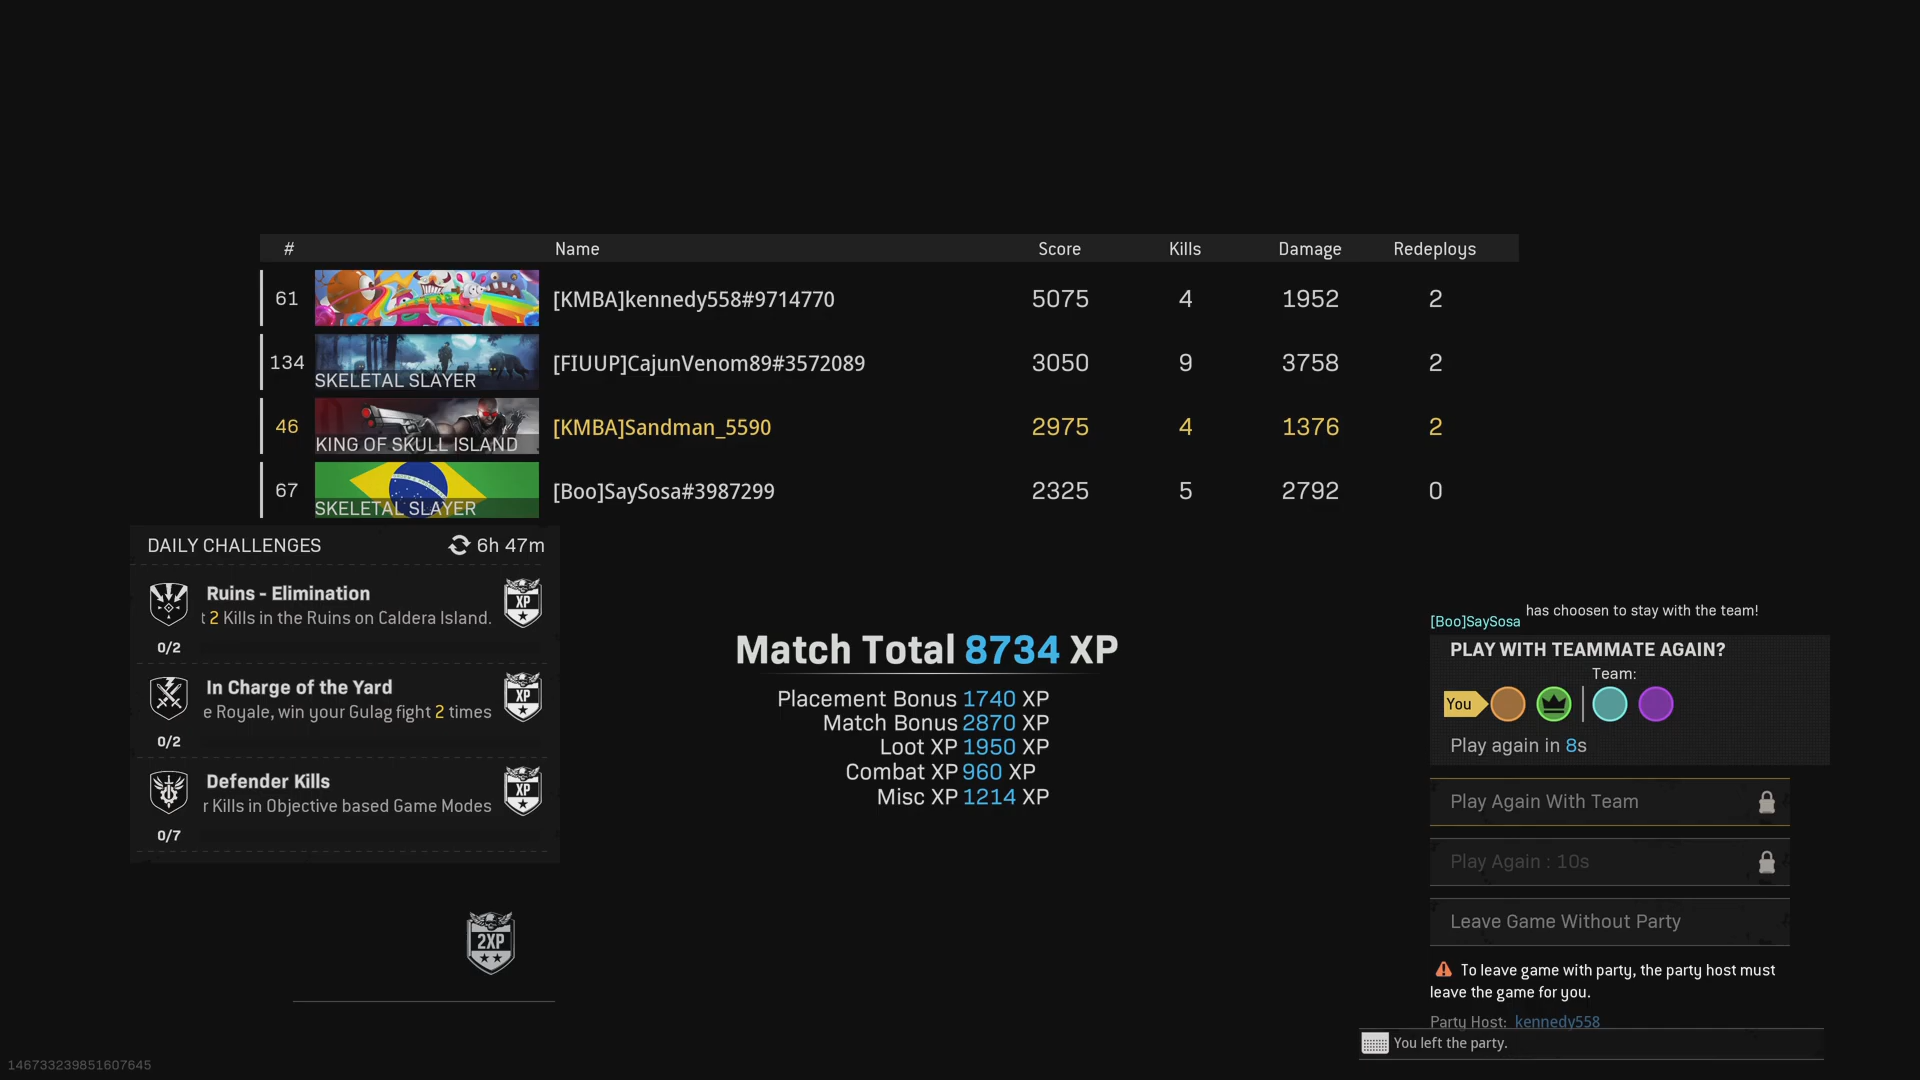 # Name Score Kills Damage Redeploys
61 [KMBA]kennedy558#9714770 5075 4 1952 2
134 SKELETAL SLAYER [FIUUP]CajunVenom89#3572089 3050 9 3758 2
46 KING OF SKULL ISLAND [KMBA]Sandman_5590 2975 4 1376 2
67 SKELETAL SLAYER [Boo]SaySosa#3987299 2325 5 2792 0
DAILY CHALLENGES 6h 47m
Ruins - Elimination
t 2 Kills in the Ruins on Caldera Island.
XP
0/2
In Charge of the Yard
e Royale, win your Gulag fight 2 times
XP
0/2
Defender Kills
r Kills in Objective based Game Modes
XP
0/7
2XP
Match Total 8734 XP
Placement Bonus 1740 XP
Match Bonus 2870 XP
Loot XP 1950 XP
Combat XP 960 XP
Misc XP 1214 XP
[Boo]SaySosa has choosen to stay with the team!
PLAY WITH TEAMMATE AGAIN?
Team:
You
Play again in 8s
Play Again With Team
Play Again : 10s
Leave Game Without Party
To leave game with party, the party host must
leave the game for you.
Party Host: kennedy558
You left the party.
146733239851607645